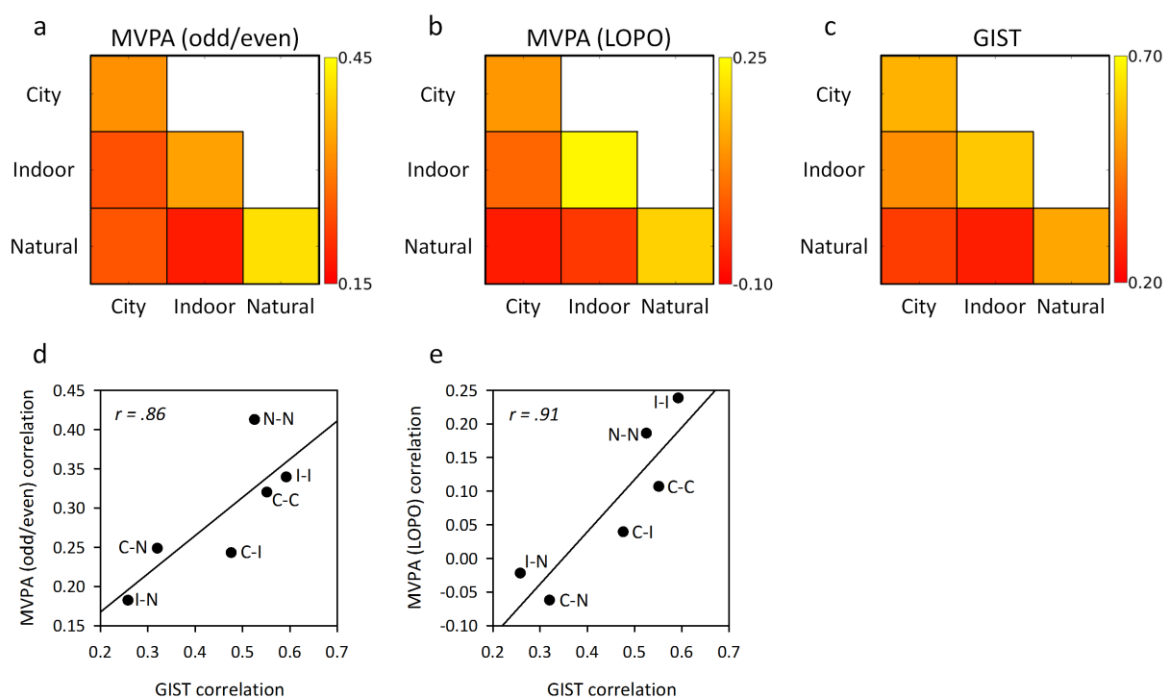 a
MVPA (odd/even)
City
Indoor
Natural
City Indoor Natural
0.45
0.15
b
MVPA (LOPO)
City
Indoor
Natural
City Indoor Natural
0.25
-0.10
c
GIST
City
Indoor
Natural
City Indoor Natural
0.70
0.20
d
MVPA (odd/even) correlation
0.45
0.40
0.35
0.30
0.25
0.20
0.15
r = .86
N-N
I-I
C-C
C-N
C-I
I-N
0.2 0.3 0.4 0.5 0.6 0.7
GIST correlation
e
MVPA (LOPO) correlation
0.25
0.20
0.15
0.10
0.05
0.00
-0.05
-0.10
r = .91
I-I
N-N
C-C
C-I
I-N
C-N
0.2 0.3 0.4 0.5 0.6 0.7
GIST correlation